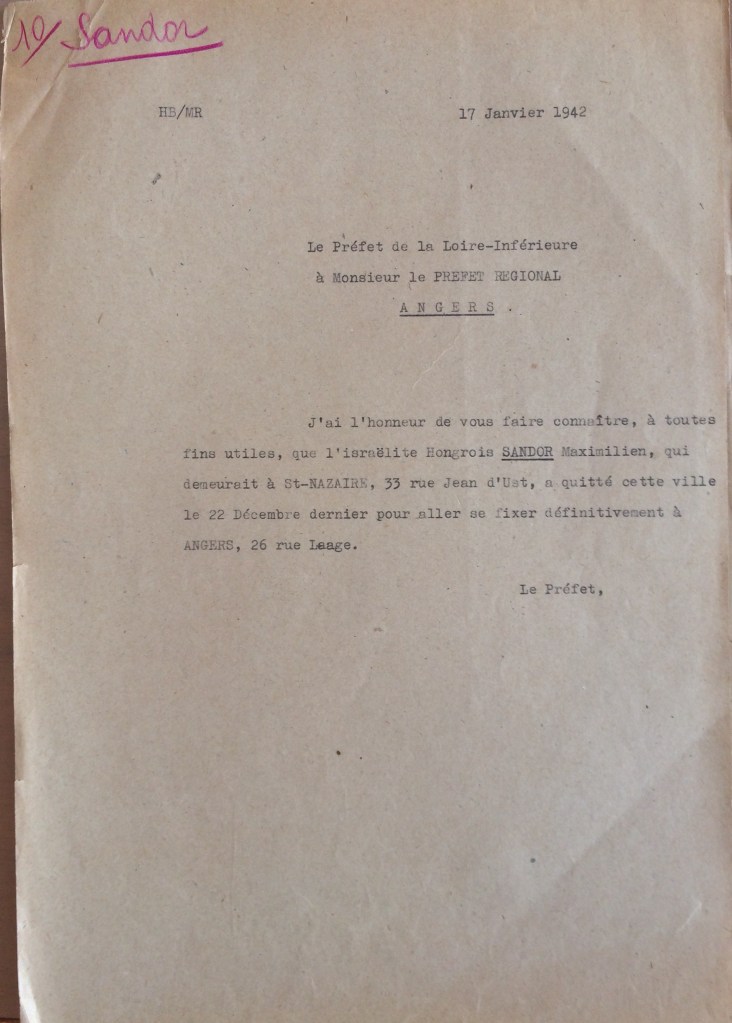 10/ Sandor
HB/MR 17 Janvier 1942
Le Préfet de la Loire-Inférieure
à Monsieur le PREFET REGIONAL
A N G E R S .
J'ai l'honneur de vous faire connaître, à toutes
fins utiles, que l'israëlite Hongrois SANDOR Maximilien, qui
demeurait à St-NAZAIRE, 33 rue Jean d'Ust, a quitté cette ville
le 22 Décembre dernier pour aller se fixer définitivement à
ANGERS, 26 rue Laage.
Le Préfet,